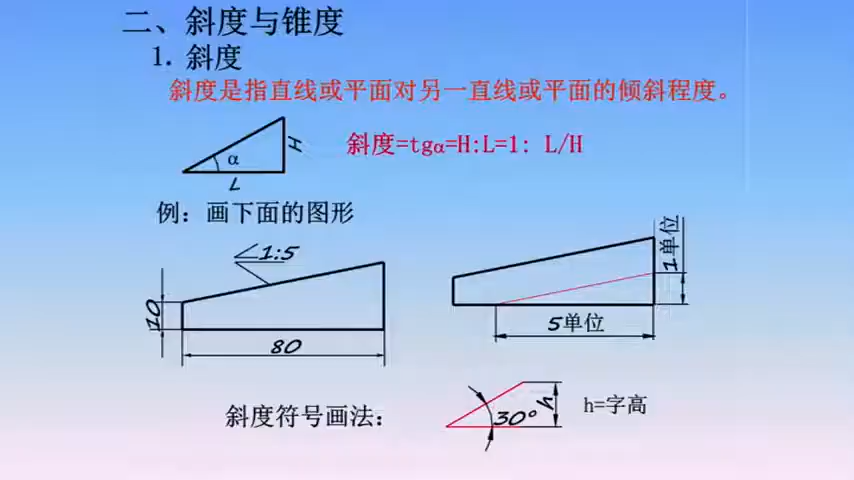 二、斜度与锥度
1. 斜度
斜度是指直线或平面对另一直线或平面的倾斜程度。
α
H
L
斜度=tgα=H:L=1: L/H
例：画下面的图形
1:5
10
80
1单位
5单位
斜度符号画法：
30°
h
h=字高